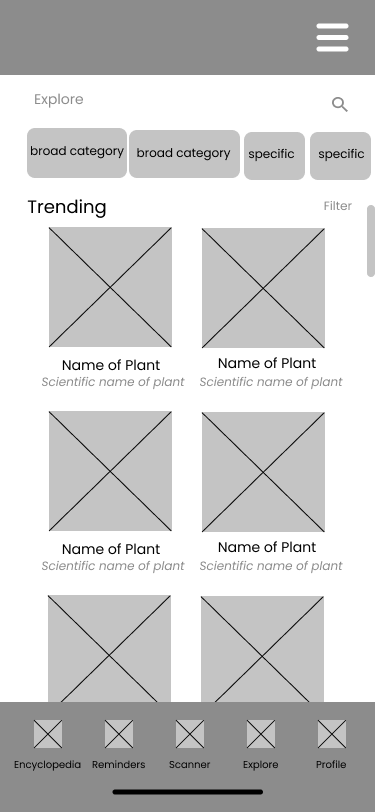 Explore
broad category
broad category
specific
specific
Trending
Filter
Name of Plant
Scientific name of plant
Name of Plant
Scientific name of plant
Name of Plant
Scientific name of plant
Name of Plant
Scientific name of plant
Encyclopedia
Reminders
Scanner
Explore
Profile